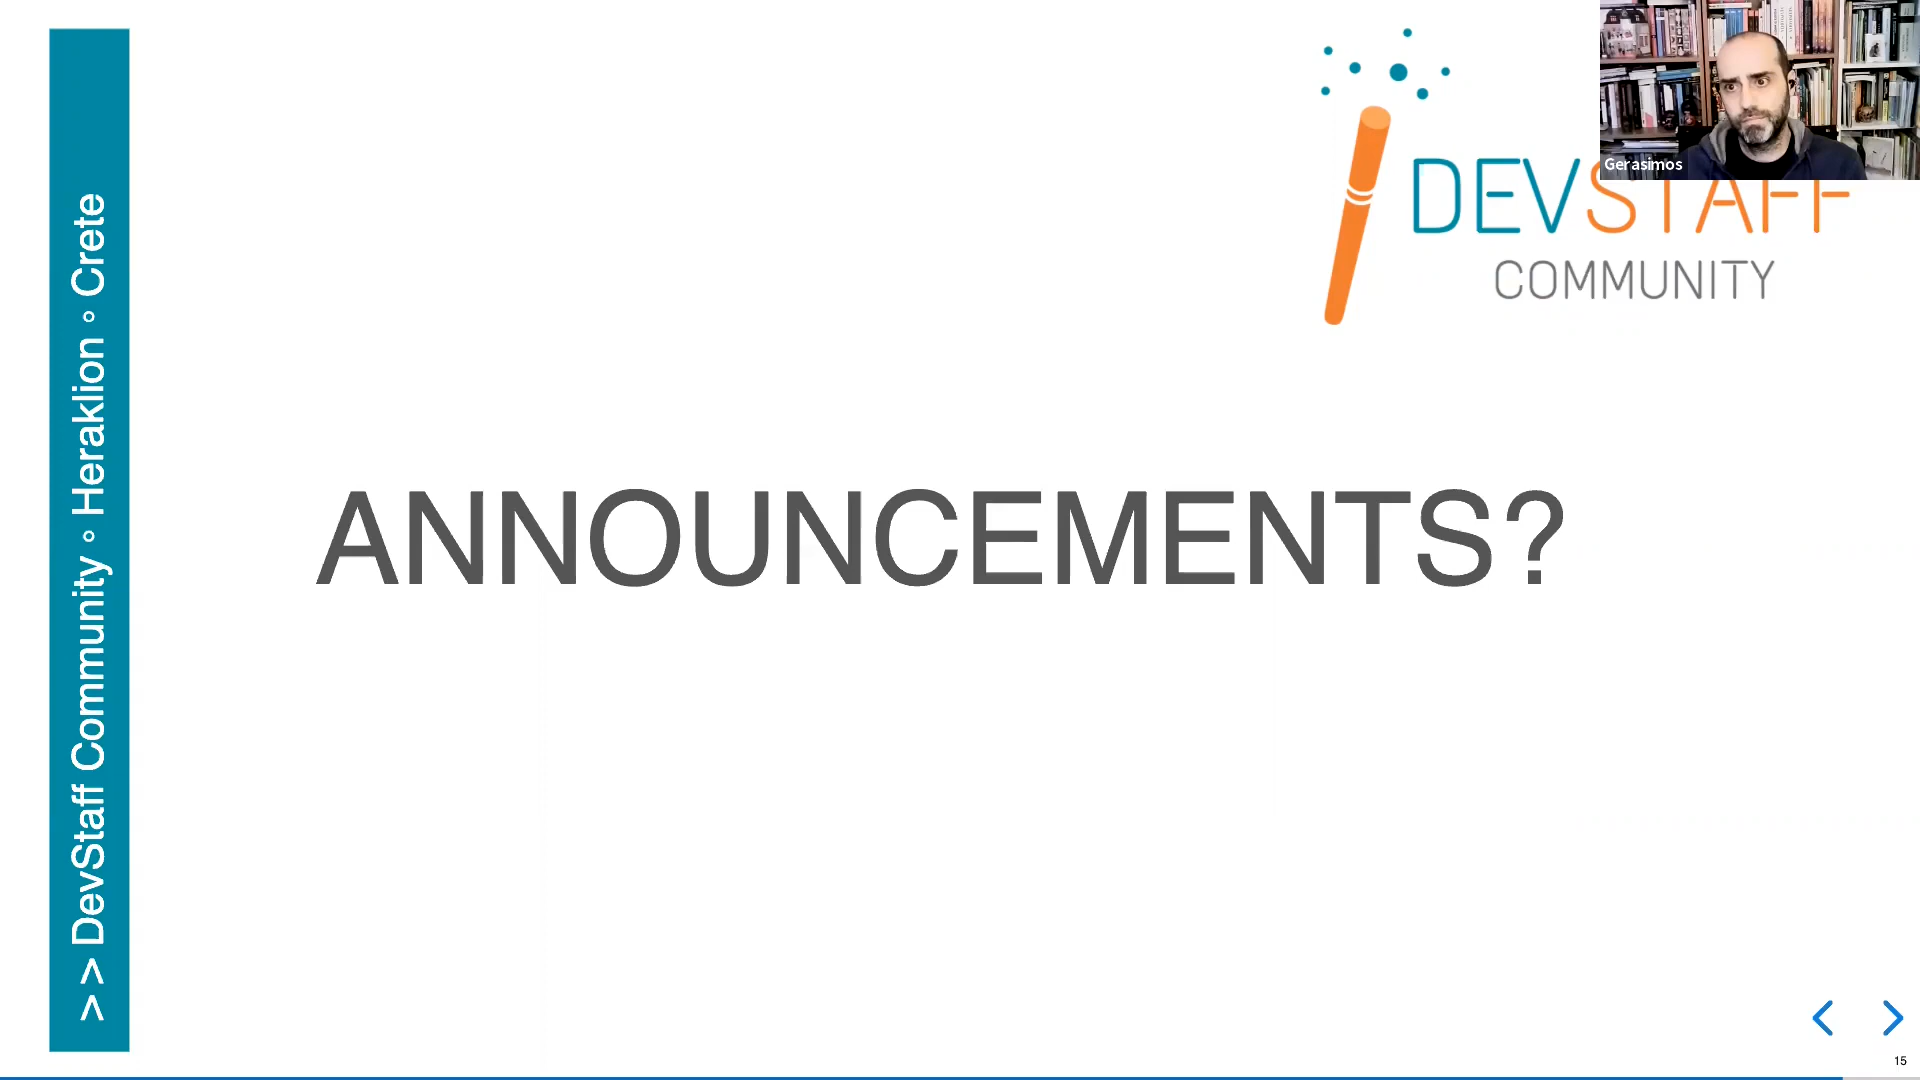 >> DevStaff Community ◦ Heraklion ◦ Crete
DEVSTAFF
COMMUNITY
Gerasimos
ANNOUNCEMENTS?
15